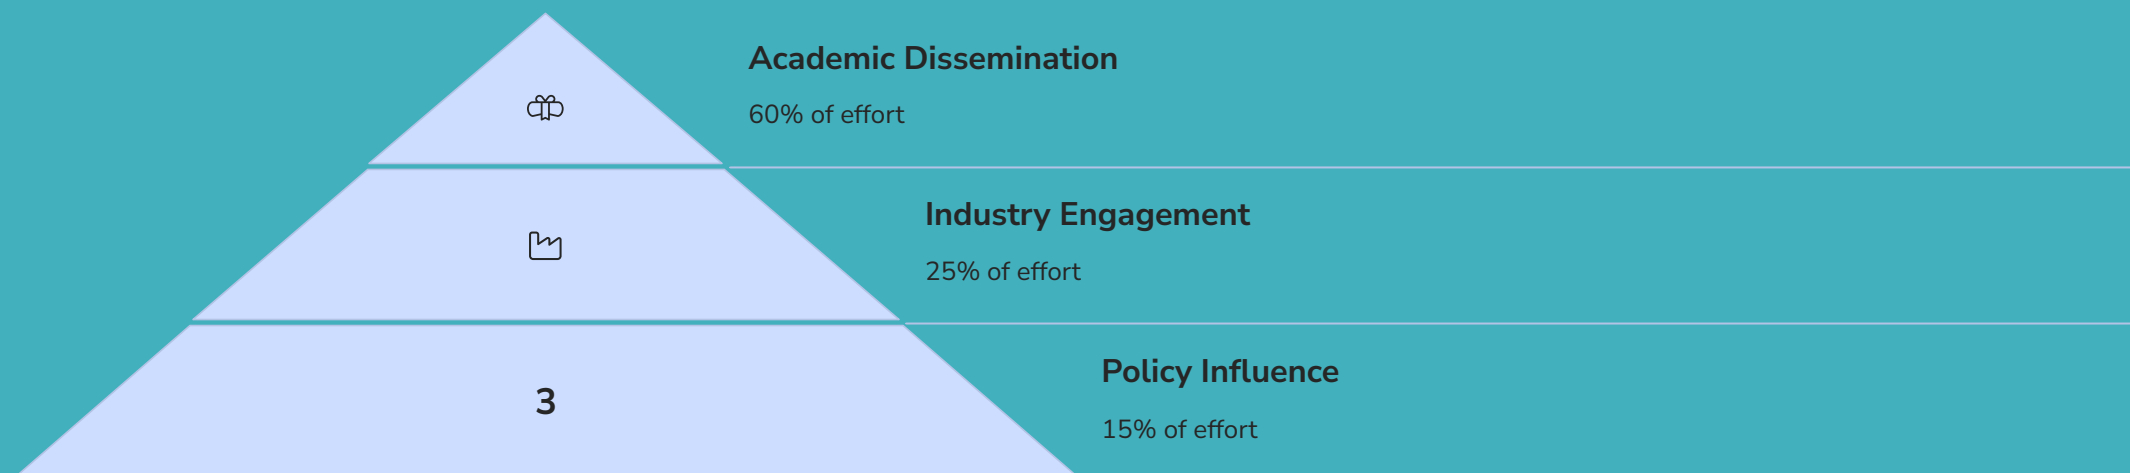 Academic Dissemination
60% of effort
Industry Engagement
25% of effort
3
Policy Influence
15% of effort